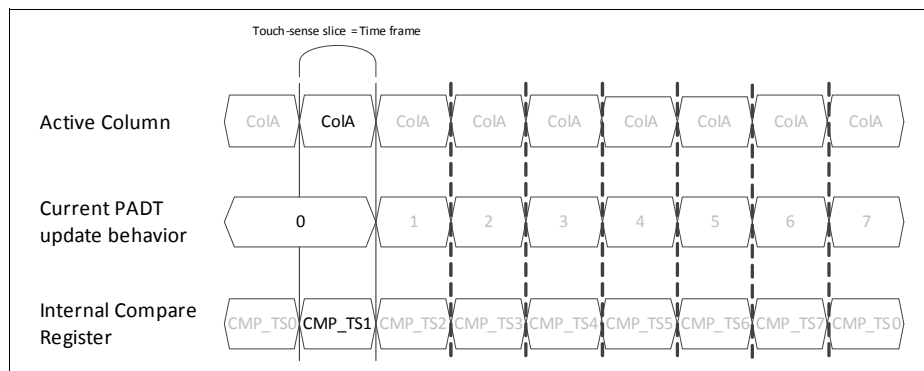 Touch-sense slice = Time frame
Active Column ColA ColA ColA ColA ColA ColA ColA ColA ColA
Current PADT
update behavior
0 1 2 3 4 5 6 7
Internal Compare
Register
CMP_TS0 CMP_TS1 CMP_TS2 CMP_TS3 CMP_TS4 CMP_TS5 CMP_TS6 CMP_TS7 CMP_TS0